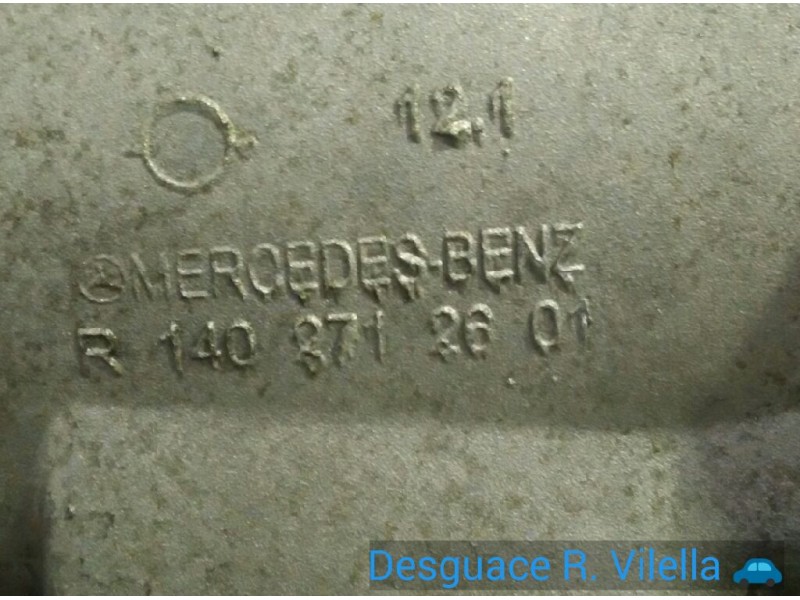 12.1
MERCEDES-BENZ
R 140 271 26 01
Desguace R. Vilella